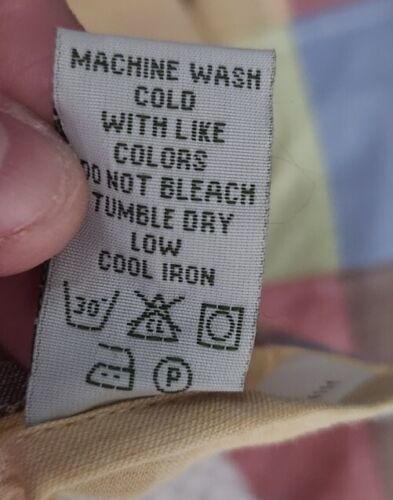 MACHINE WASH
COLD
WITH LIKE
COLORS
DO NOT BLEACH
TUMBLE DRY
LOW
COOL IRON
30°
CL
P